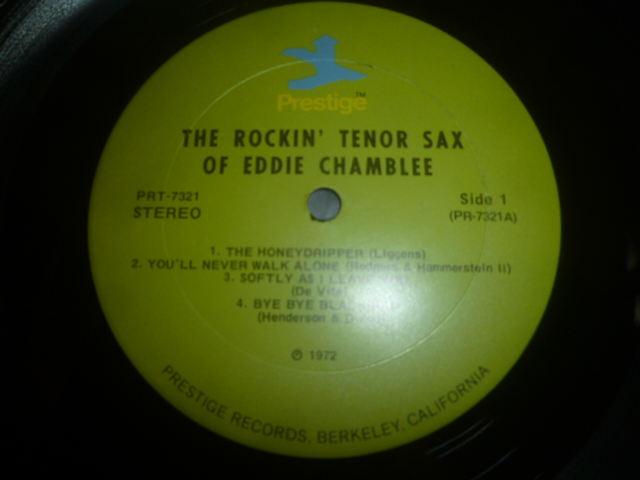 Prestige™
THE ROCKIN' TENOR SAX
OF EDDIE CHAMBLEE
PRT-7321
STEREO
Side 1
(PR-7321A)
1. THE HONEYDRIPPER (Liggens)
2. YOU'LL NEVER WALK ALONE (Rodgers & Hammerstein II)
3. SOFTLY AS I
(De Vita)
4. BYE BYE
(Henderson &
℗ 1972
PRESTIGE RECORDS, BERKELEY, CALIFORNIA